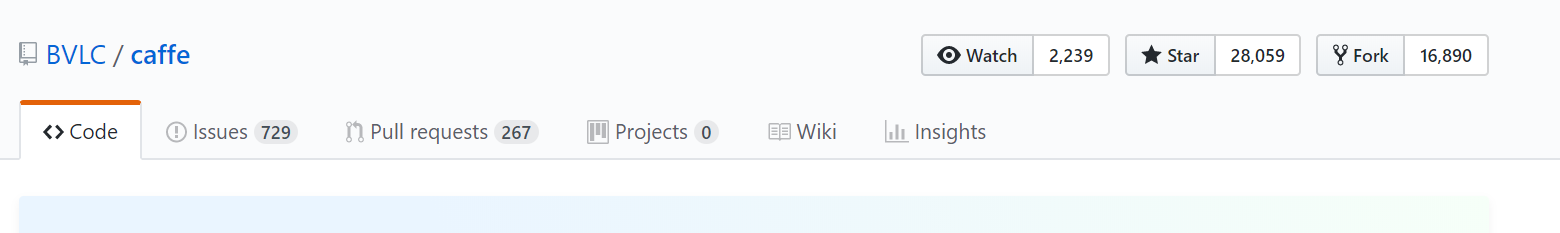 BVLC / caffe Watch 2,239 Star 28,059 Fork 16,890
Code Issues 729 Pull requests 267 Projects 0 Wiki Insights